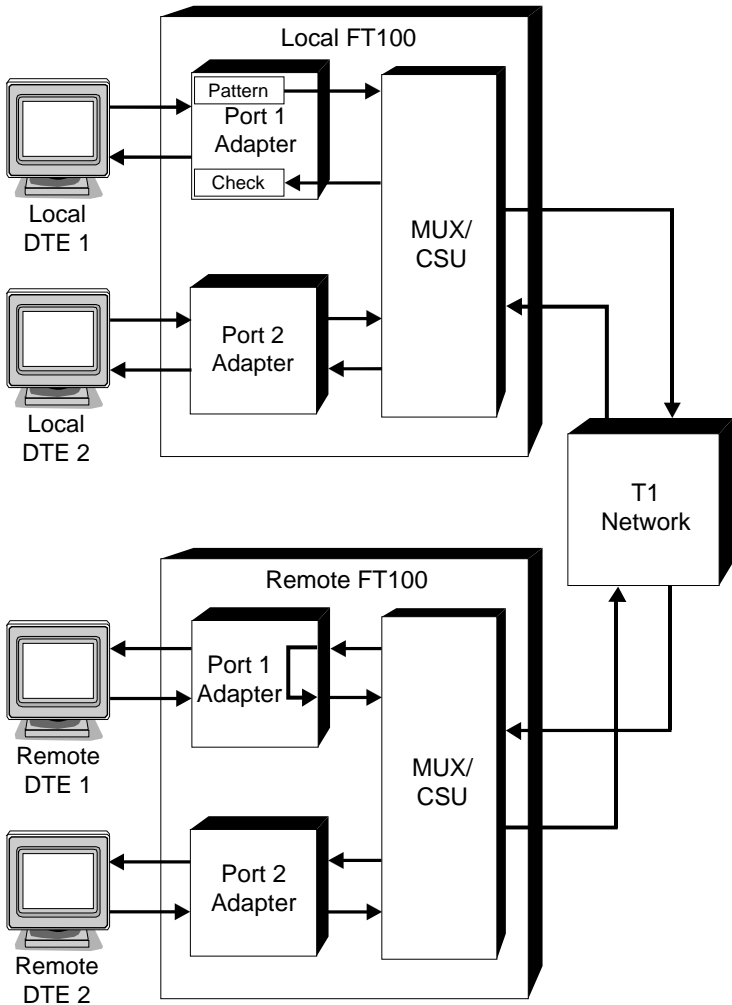 Local FT100
Pattern
Port 1
Adapter
Check
Local
DTE 1
MUX/
CSU
Port 2
Adapter
Local
DTE 2
T1
Network
Remote FT100
Port 1
Adapter
Remote
DTE 1
MUX/
CSU
Port 2
Adapter
Remote
DTE 2